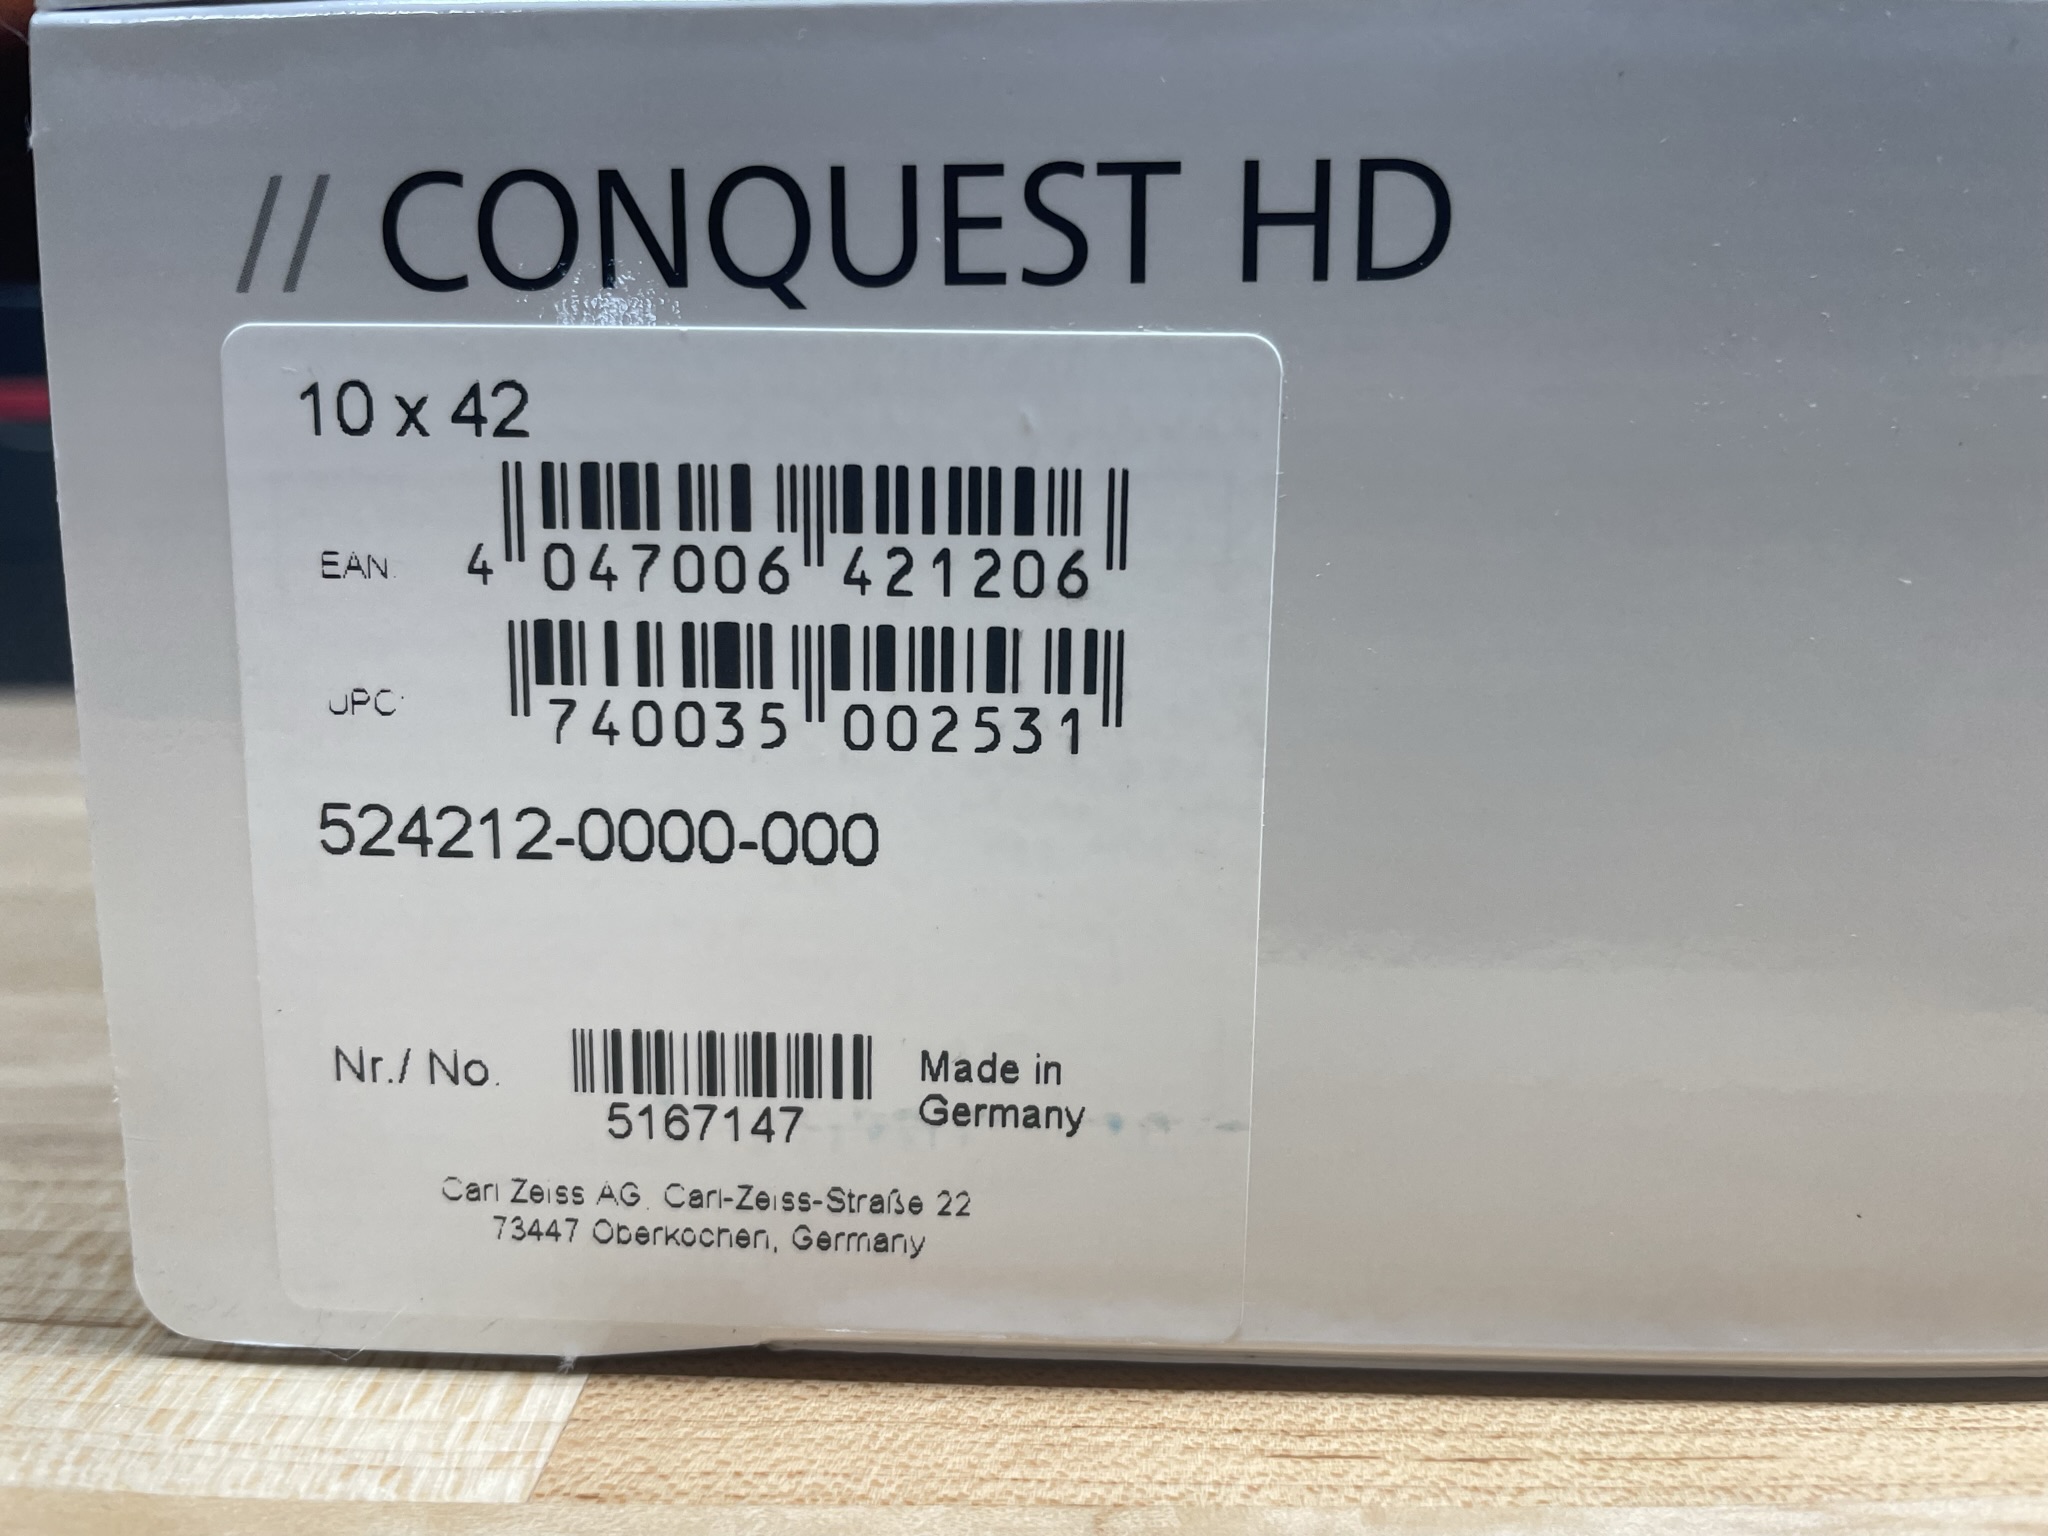 // CONQUEST HD
10 x 42
EAN: 4 047006 421206
UPC: 740035 002531
524212-0000-000
Nr./ No. 5167147
Made in
Germany
Carl Zeiss AG, Carl-Zeiss-Straße 22
73447 Oberkochen, Germany